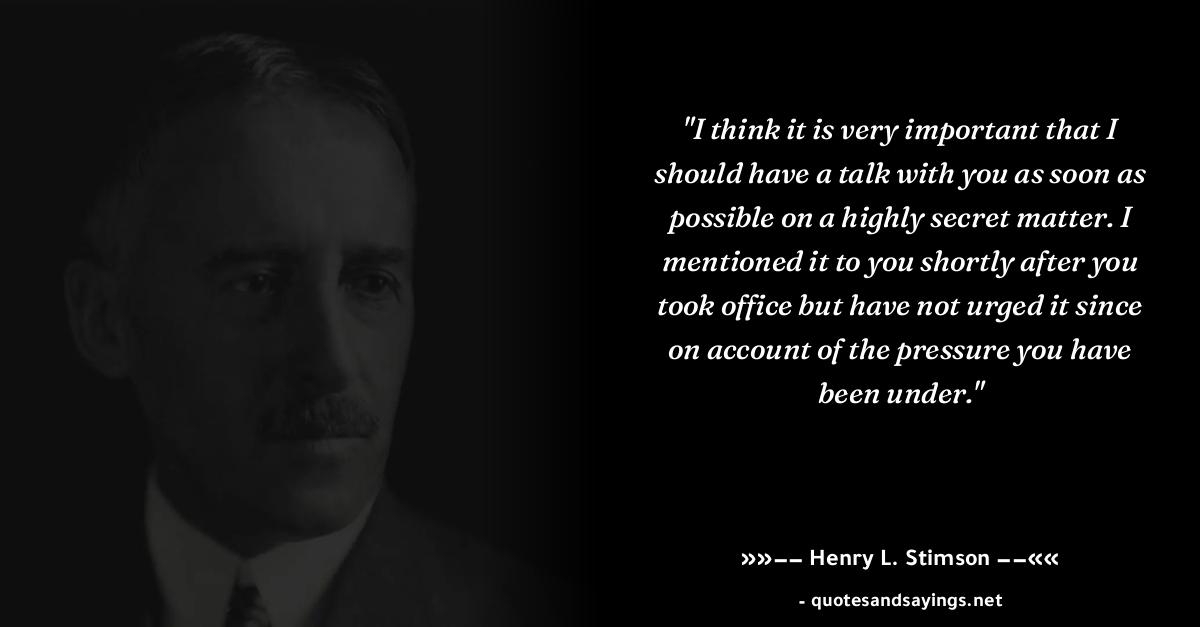 "I think it is very important that I
should have a talk with you as soon as
possible on a highly secret matter. I
mentioned it to you shortly after you
took office but have not urged it since
on account of the pressure you have
been under."
»»−− Henry L. Stimson −−««
- quotesandsayings.net